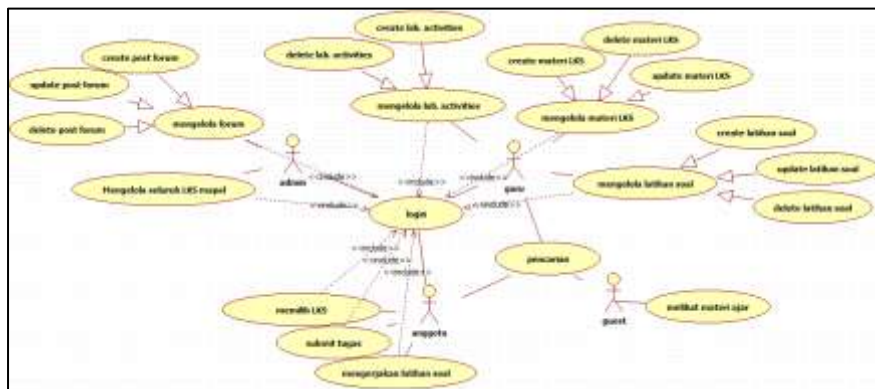 create lab. activities
delete lab. activities
create post forum
update post forum
delete post forum
mengelola forum
mengelola lab. activities
create materi LKS
delete materi LKS
update materi LKS
mengelola materi LKS
create latihan soal
update latihan soal
delete latihan soal
mengelola latihan soal
admin
guru
Mengelola seluruh LKS mapel
<<include>>
<<include>>
<<include>>
<<include>>
<<include>>
login
<<include>>
<<include>>
<<include>>
pencarian
memilih LKS
submit tugas
mengerjakan latihan soal
anggota
guest
melihat materi ajar